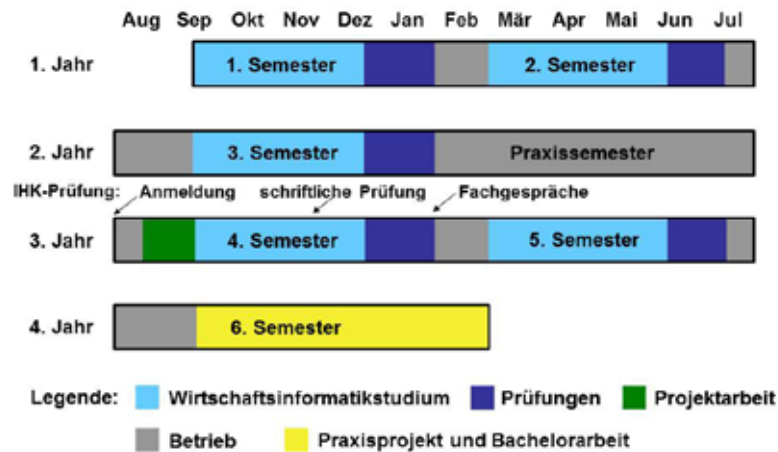 Aug Sep Okt Nov Dez Jan Feb Mär Apr Mai Jun Jul
1. Jahr 1. Semester 2. Semester
2. Jahr 3. Semester Praxissemester
IHK-Prüfung: Anmeldung schriftliche Prüfung Fachgespräche
3. Jahr 4. Semester 5. Semester
4. Jahr 6. Semester
Legende: Wirtschaftsinformatikstudium Prüfungen Projektarbeit
Betrieb Praxisprojekt und Bachelorarbeit